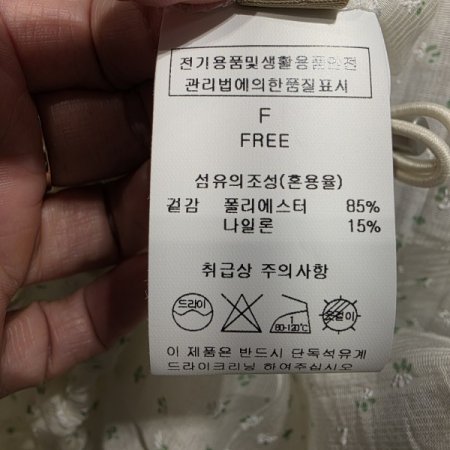 전기용품및생활용품안전
관리법에의한품질표시
F
FREE
섬유의조성(혼용율)
겉감 폴리에스터 85%
나일론 15%
취급상 주의사항
드라이
1
80-120℃
옷걸이
이 제품은 반드시 단독석유계
드라이크리닝 하여주십시오